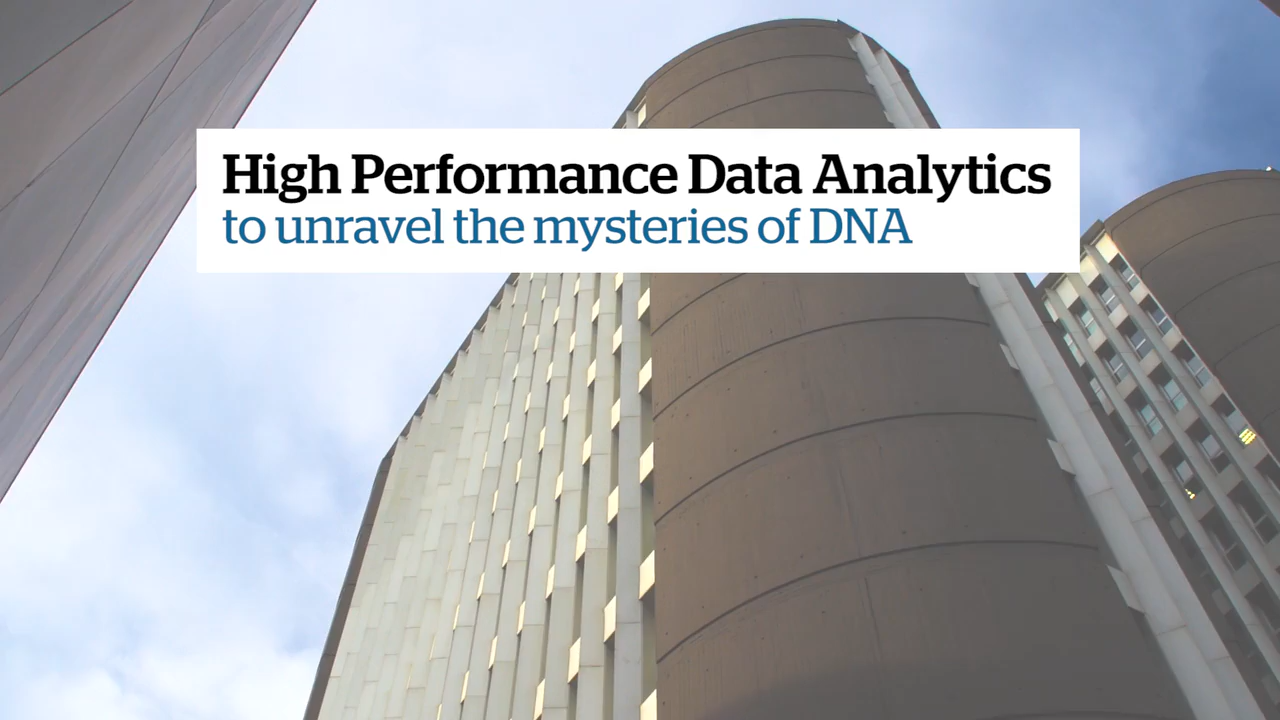 High Performance Data Analytics
to unravel the mysteries of DNA